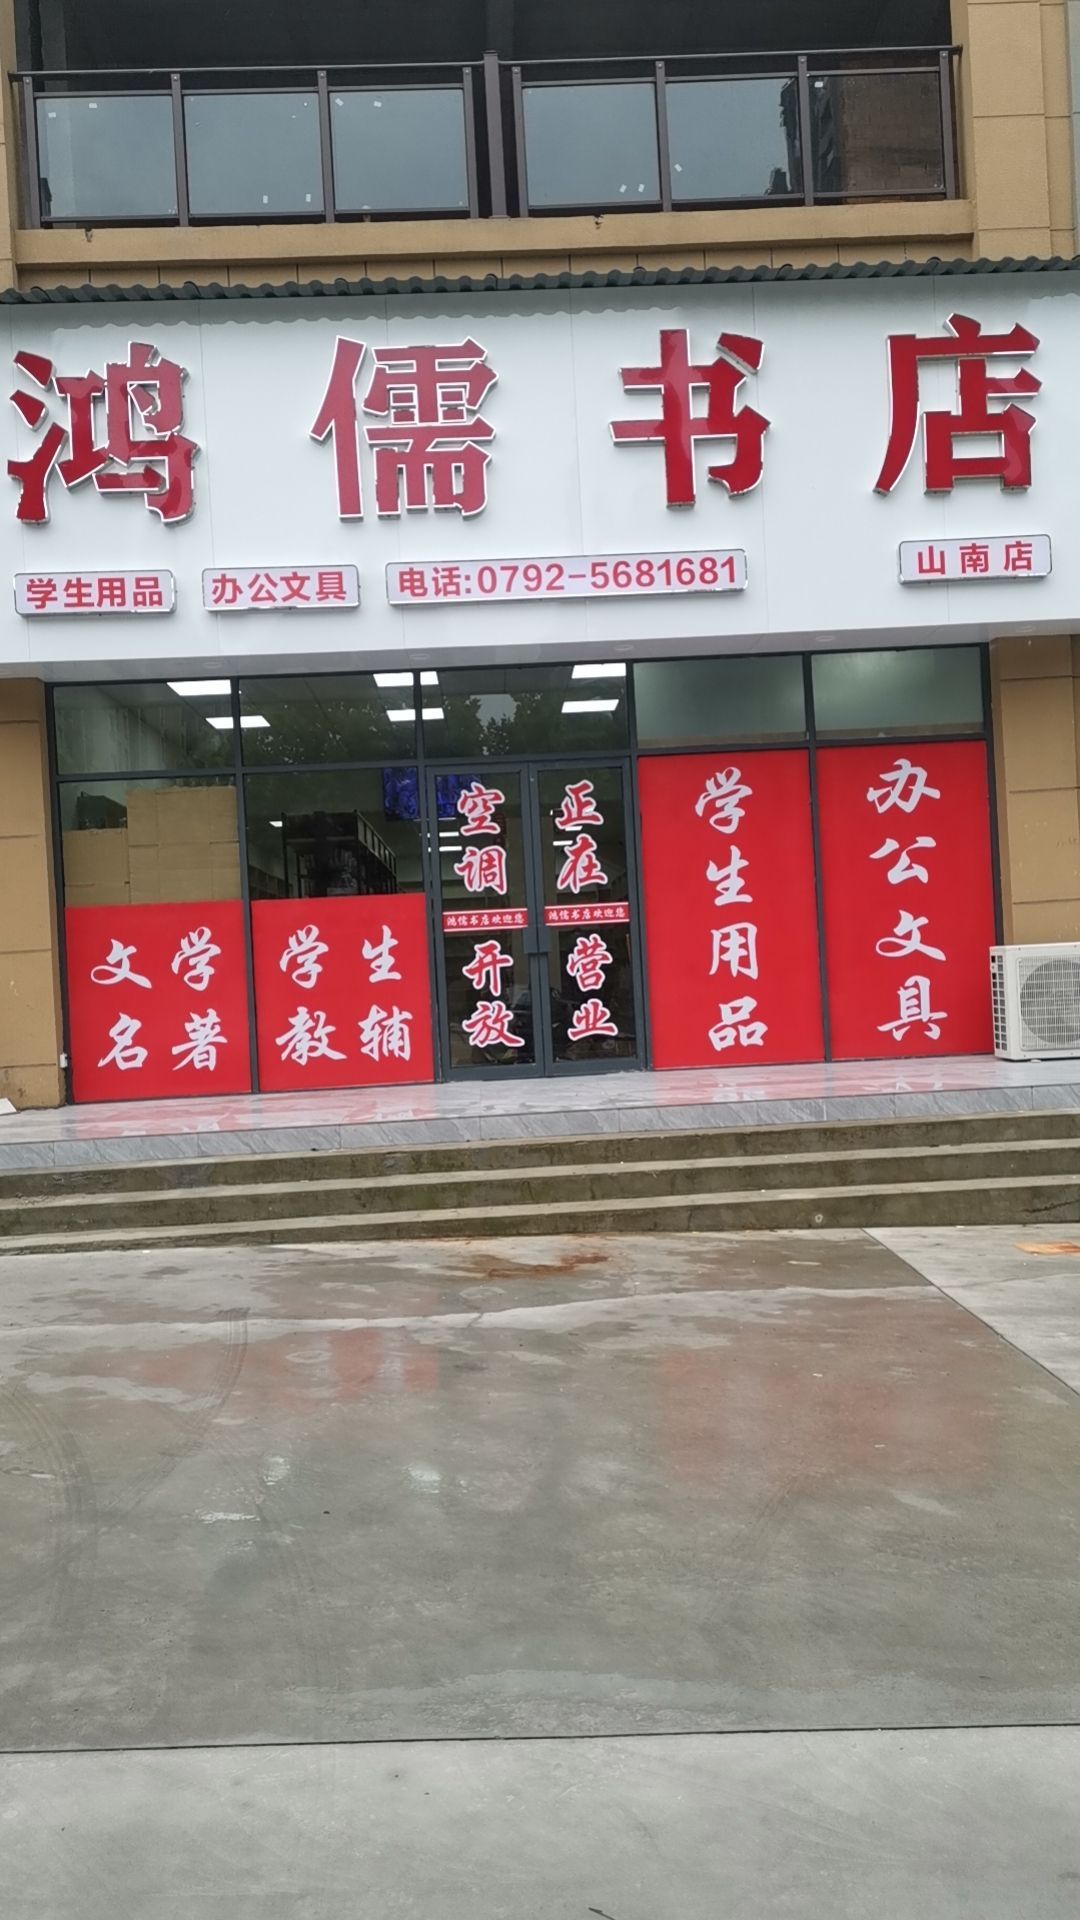 鸿儒书店
学生用品
办公文具
电话:0792-5681681
山南店
文学
名著
学生
教辅
空调
开放
鸿儒书店欢迎您
正在
营业
鸿儒书店欢迎您
学生用品
办公文具